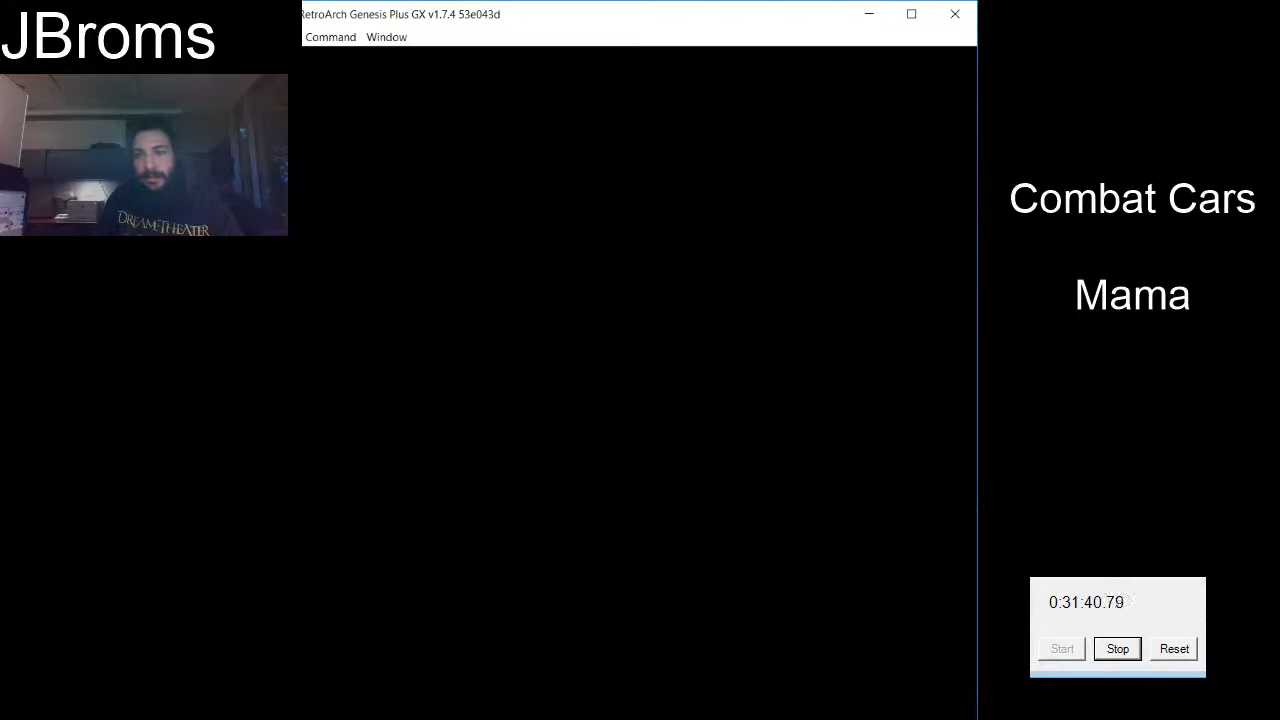 JBroms
RetroArch Genesis Plus GX v1.7.4 53e043d
Command Window
DREAM THEATER
Combat Cars
Mama
0:31:40.79
Start Stop Reset